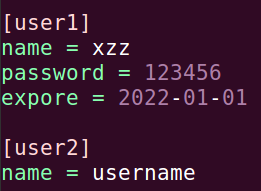 [user1]
name = xzz
password = 123456
expore = 2022-01-01

[user2]
name = username